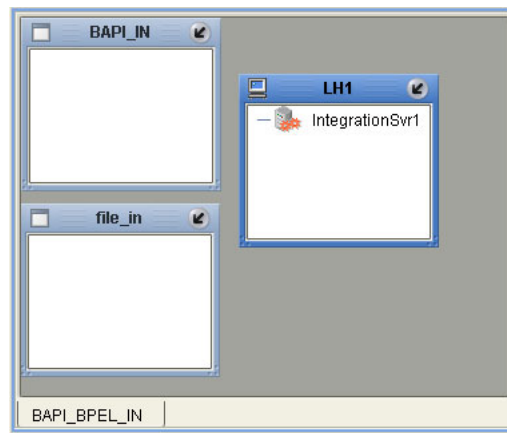 BAPI_IN
LH1
IntegrationSvr1
file_in
BAPI_BPEL_IN